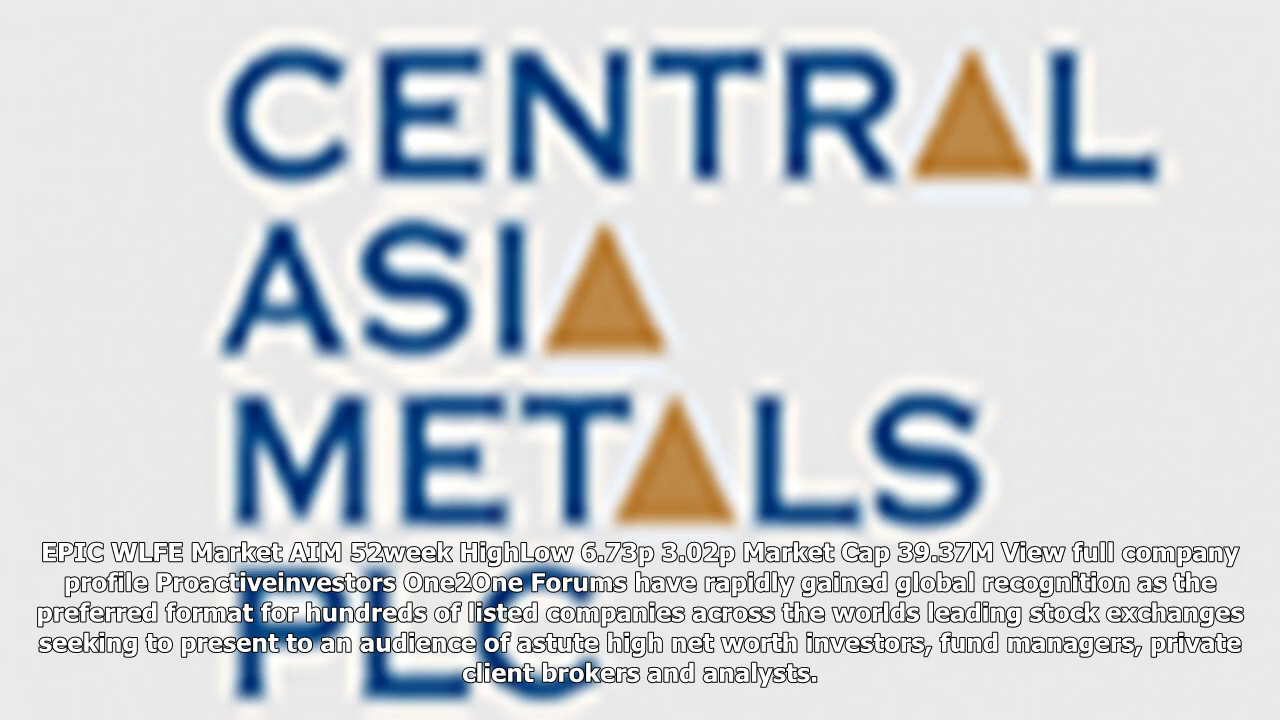 CENTRAL
ASIA
METALS
PLC
EPIC WLFE Market AIM 52week HighLow 6.73p 3.02p Market Cap 39.37M View full company
profile Proactiveinvestors One2One Forums have rapidly gained global recognition as the
preferred format for hundreds of listed companies across the worlds leading stock exchanges
seeking to present to an audience of astute high net worth investors, fund managers, private
client brokers and analysts.